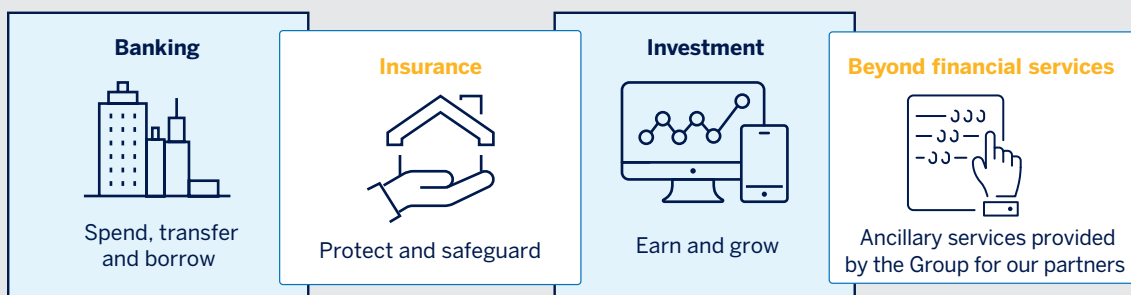 Banking
Spend, transfer
and borrow
Insurance
Protect and safeguard
Investment
Earn and grow
Beyond financial services
Ancillary services provided
by the Group for our partners